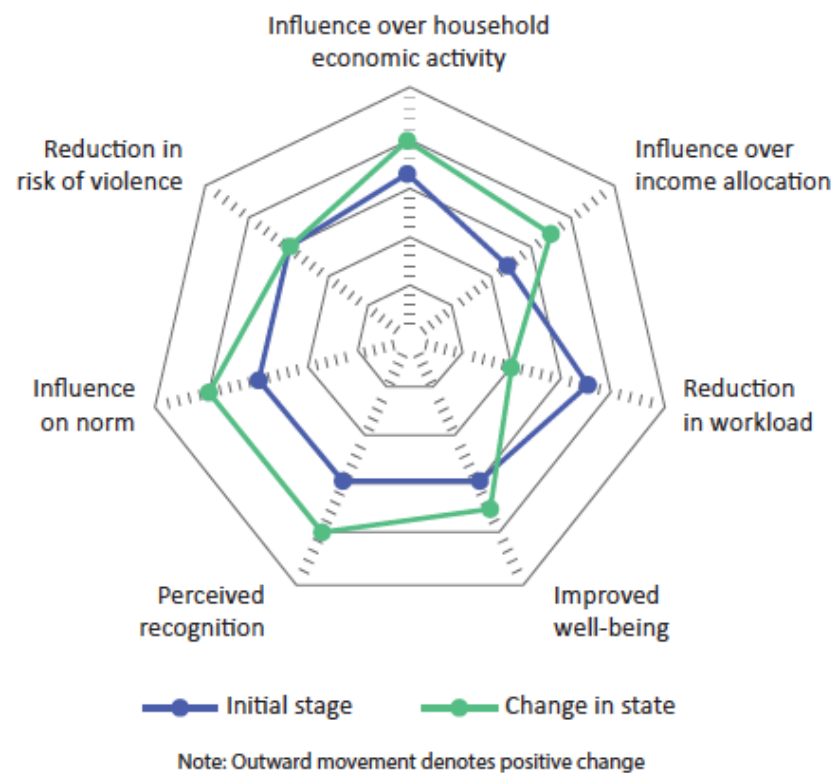 Influence over household
economic activity
Reduction in
risk of violence
Influence over
income allocation
Influence
on norm
Reduction
in workload
Perceived
recognition
Improved
well-being
Initial stage
Change in state
Note: Outward movement denotes positive change